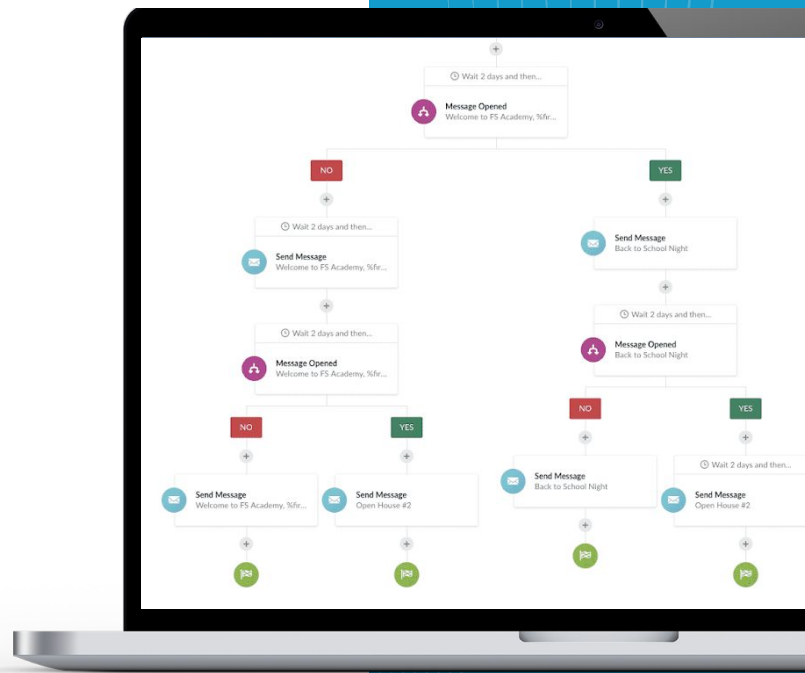 Wait 2 days and then...
Message Opened
Welcome to FS Academy, %fir...
NO
YES
Wait 2 days and then...
Send Message
Welcome to FS Academy, %fir...
Send Message
Back to School Night
Wait 2 days and then...
Message Opened
Back to School Night
Wait 2 days and then...
Message Opened
Welcome to FS Academy, %fir...
NO
YES
NO
YES
Send Message
Welcome to FS Academy, %fir...
Send Message
Open House #2
Send Message
Back to School Night
Wait 2 days and then...
Send Message
Open House #2